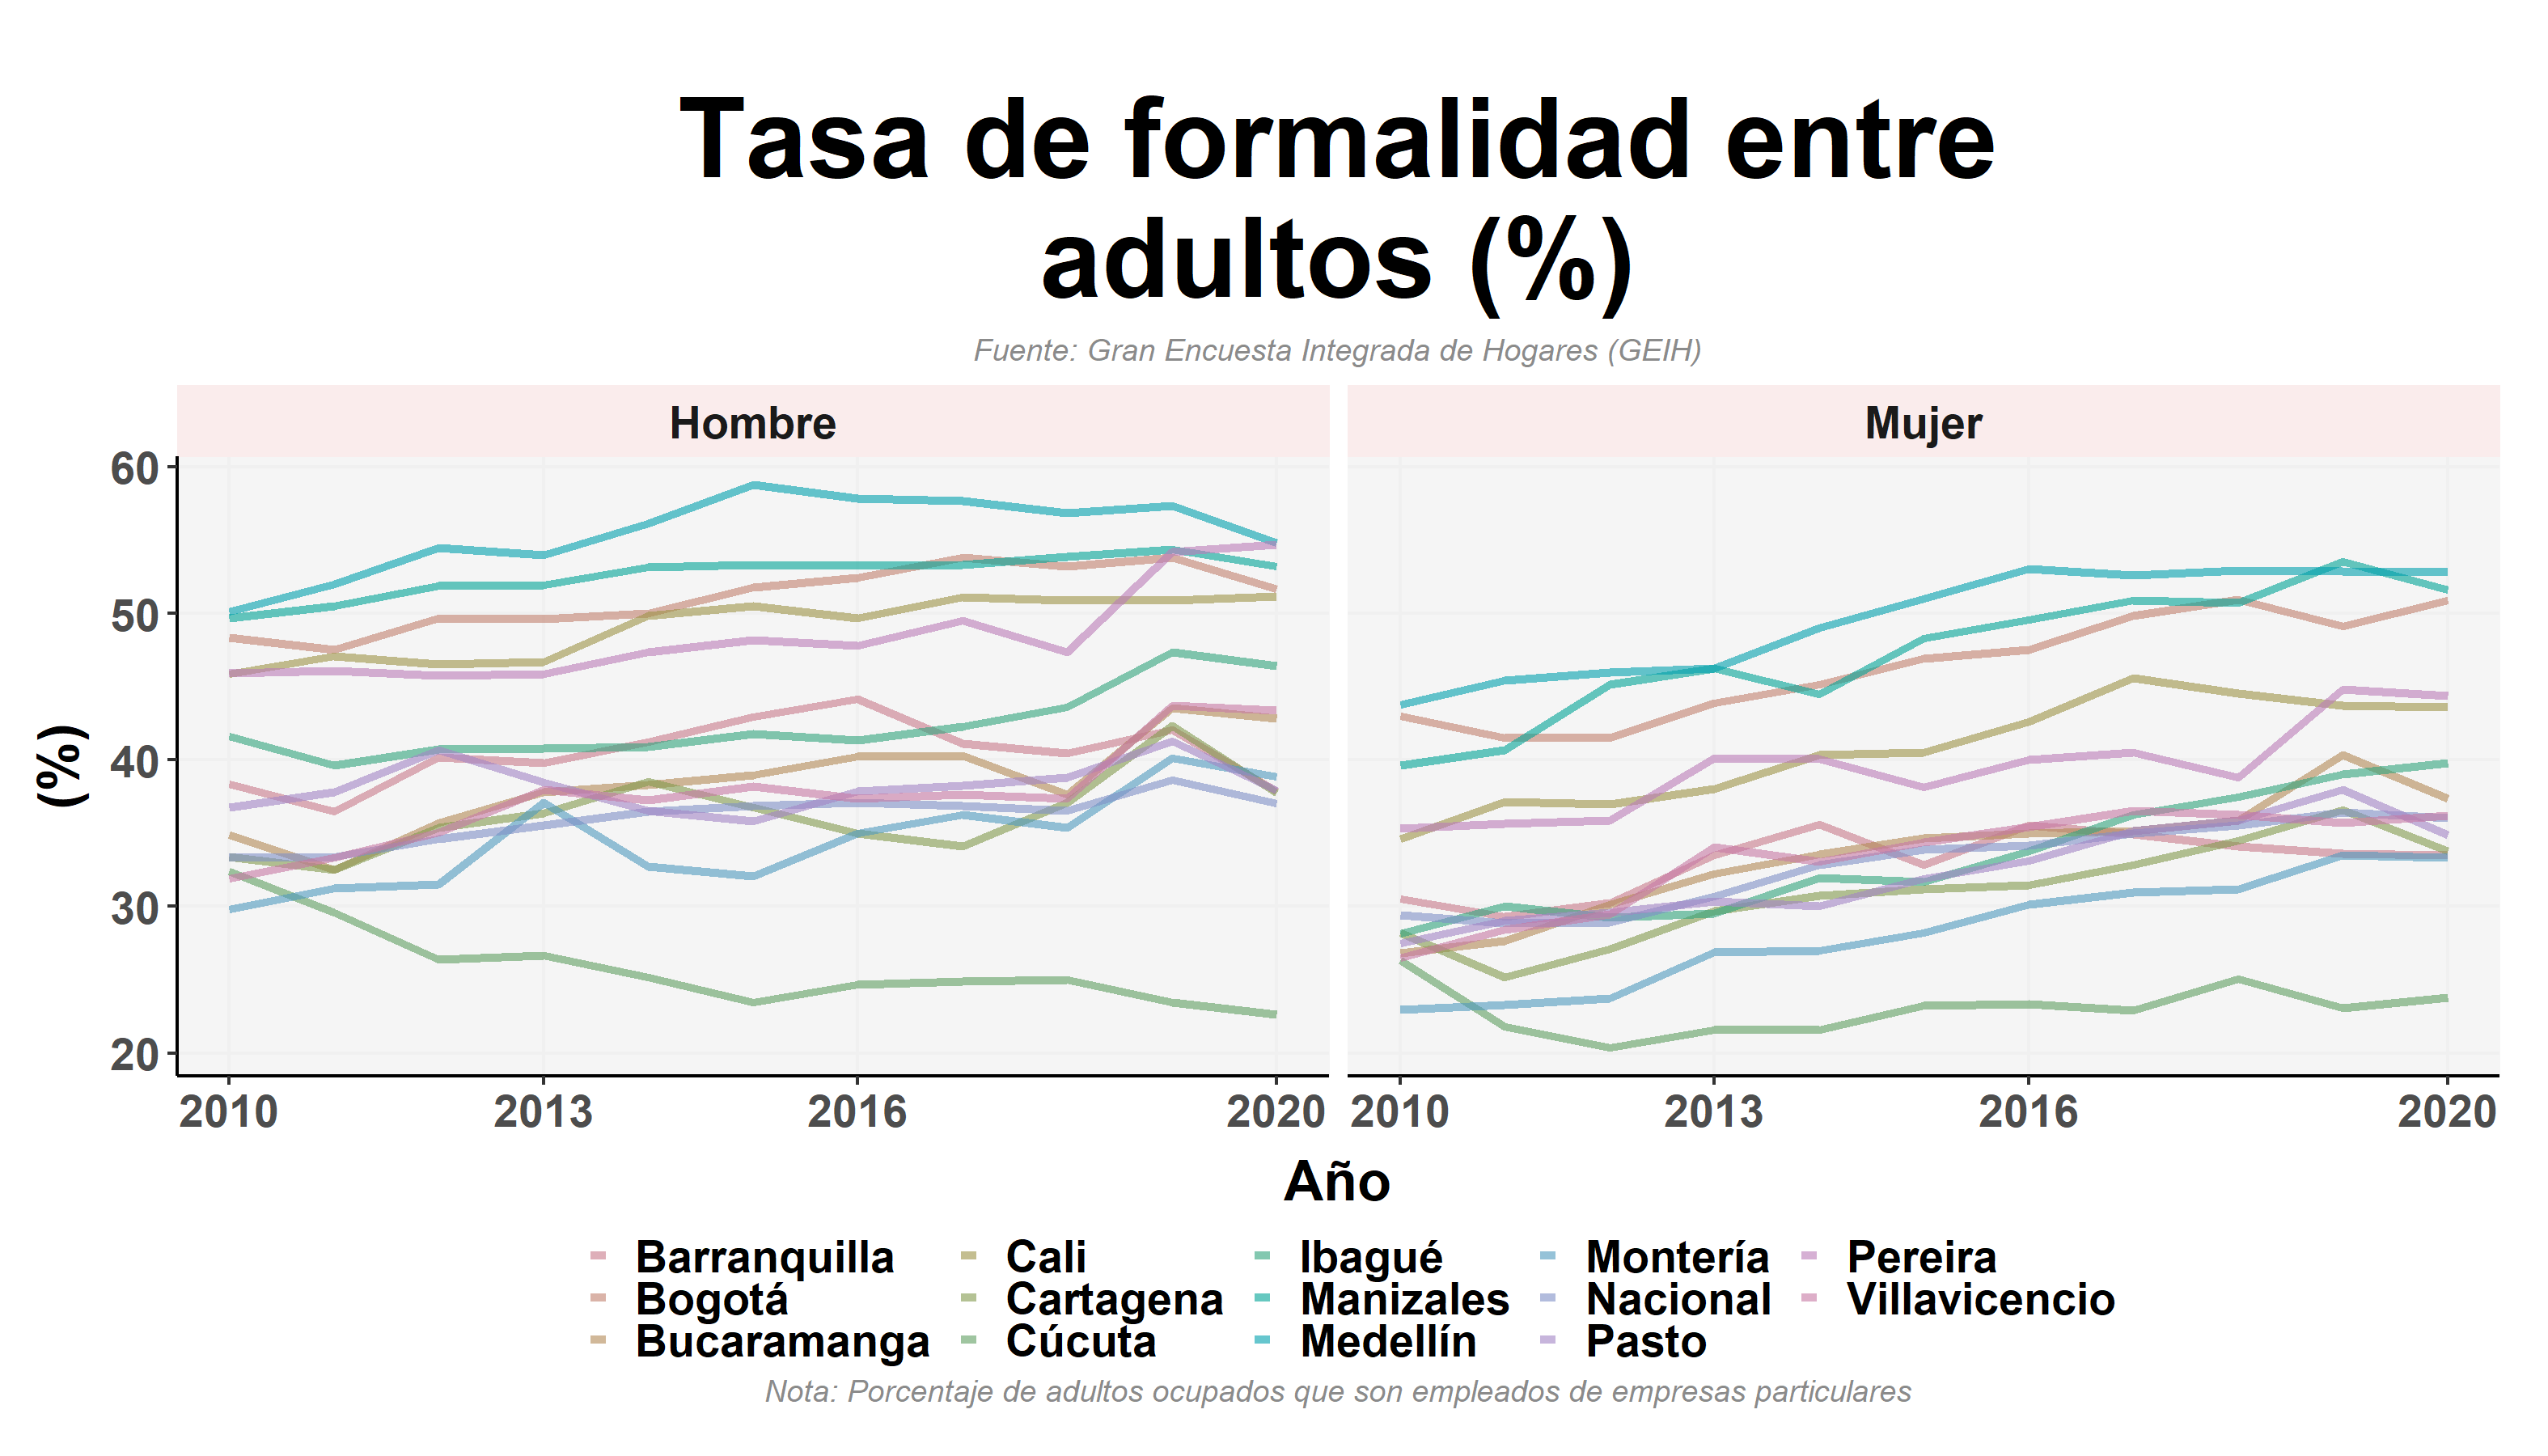 Tasa de formalidad entre
adultos (%)
Fuente: Gran Encuesta Integrada de Hogares (GEIH)
Hombre
Mujer
(%)
60
50
40
30
20
2010 2013 2016 2020 2010 2013 2016 2020
Año
Barranquilla Cali Ibagué Montería Pereira
Bogotá Cartagena Manizales Nacional Villavicencio
Bucaramanga Cúcuta Medellín Pasto
Nota: Porcentaje de adultos ocupados que son empleados de empresas particulares